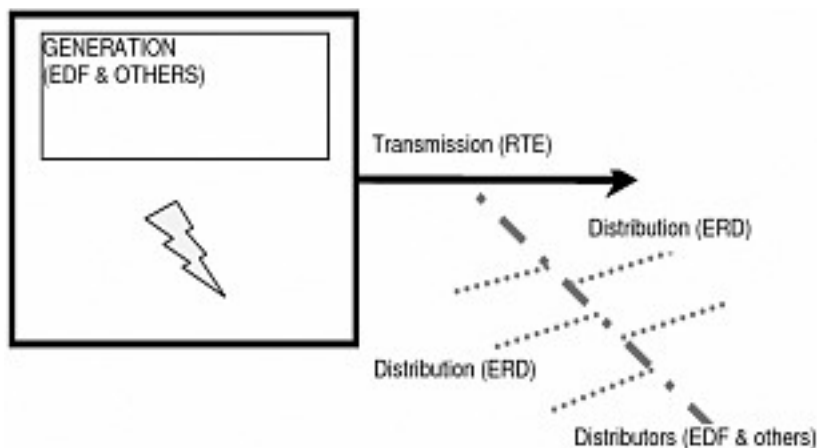 GENERATION
(EDF & OTHERS)
Transmission (RTE)
Distribution (ERD)
Distribution (ERD)
Distributors (EDF & others)